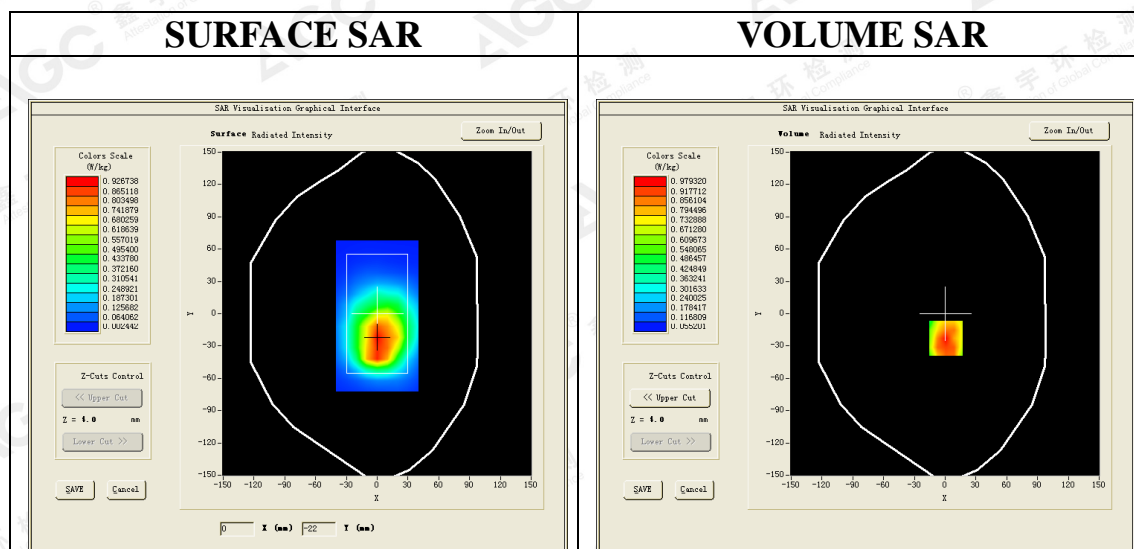 SURFACE SAR
VOLUME SAR
SAR Visualisation Graphical Interface
Surface Radiated Intensity
Zoom In/Out
Colors Scale
(W/kg)
0.926738
0.865118
0.803498
0.741879
0.680259
0.618639
0.557019
0.495400
0.433780
0.372160
0.310541
0.248921
0.187301
0.125682
0.064062
0.002442
150
120
90
60
30
0
-30
-60
-90
-120
-150
Y
-150 -120 -90 -60 -30 0 30 60 90 120 150
X
Z-Cuts Control
<< Upper Cut
Z = 4.0 mm
Lower Cut >>
SAVE Cancel
0 X (mm) -22 Y (mm)
SAR Visualisation Graphical Interface
Volume Radiated Intensity
Zoom In/Out
Colors Scale
(W/kg)
0.979320
0.917712
0.856104
0.794496
0.732888
0.671280
0.609673
0.548065
0.486457
0.424849
0.363241
0.301633
0.240025
0.178417
0.116809
0.055201
150
120
90
60
30
0
-30
-60
-90
-120
-150
Y
-150 -120 -90 -60 -30 0 30 60 90 120 150
X
Z-Cuts Control
<< Upper Cut
Z = 4.0 mm
Lower Cut >>
SAVE Cancel